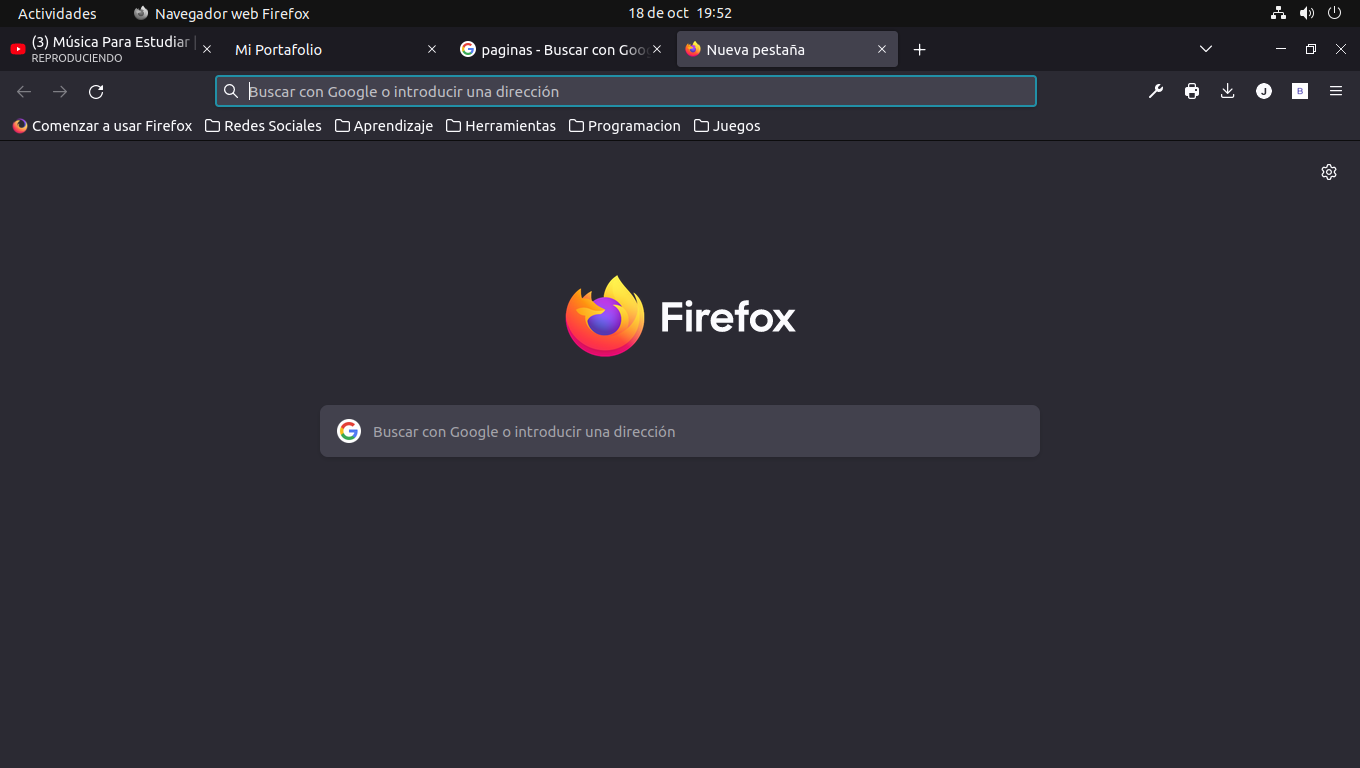 Actividades Navegador web Firefox 18 de oct 19:52
(3) Música Para Estudiar
REPRODUCIENDO
Mi Portafolio
paginas - Buscar con Goo
Nueva pestaña
Buscar con Google o introducir una dirección
J
B
Comenzar a usar Firefox Redes Sociales Aprendizaje Herramientas Programacion Juegos
Firefox
Buscar con Google o introducir una dirección